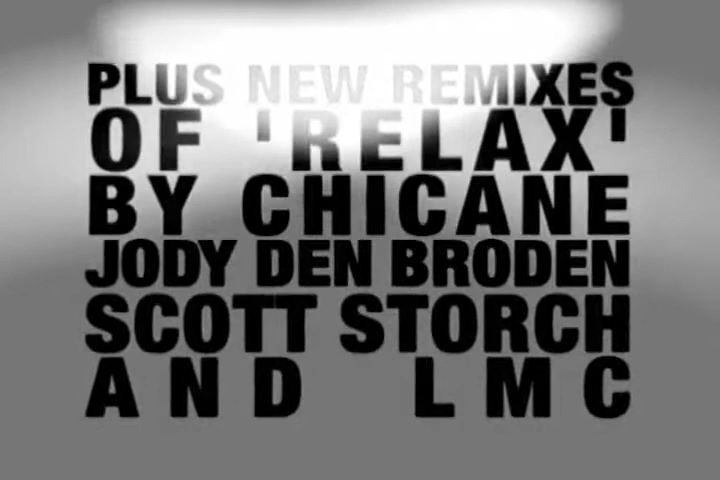 PLUS NEW REMIXES
OF 'RELAX'
BY CHICANE
JODY DEN BRODEN
SCOTT STORCH
AND LMC